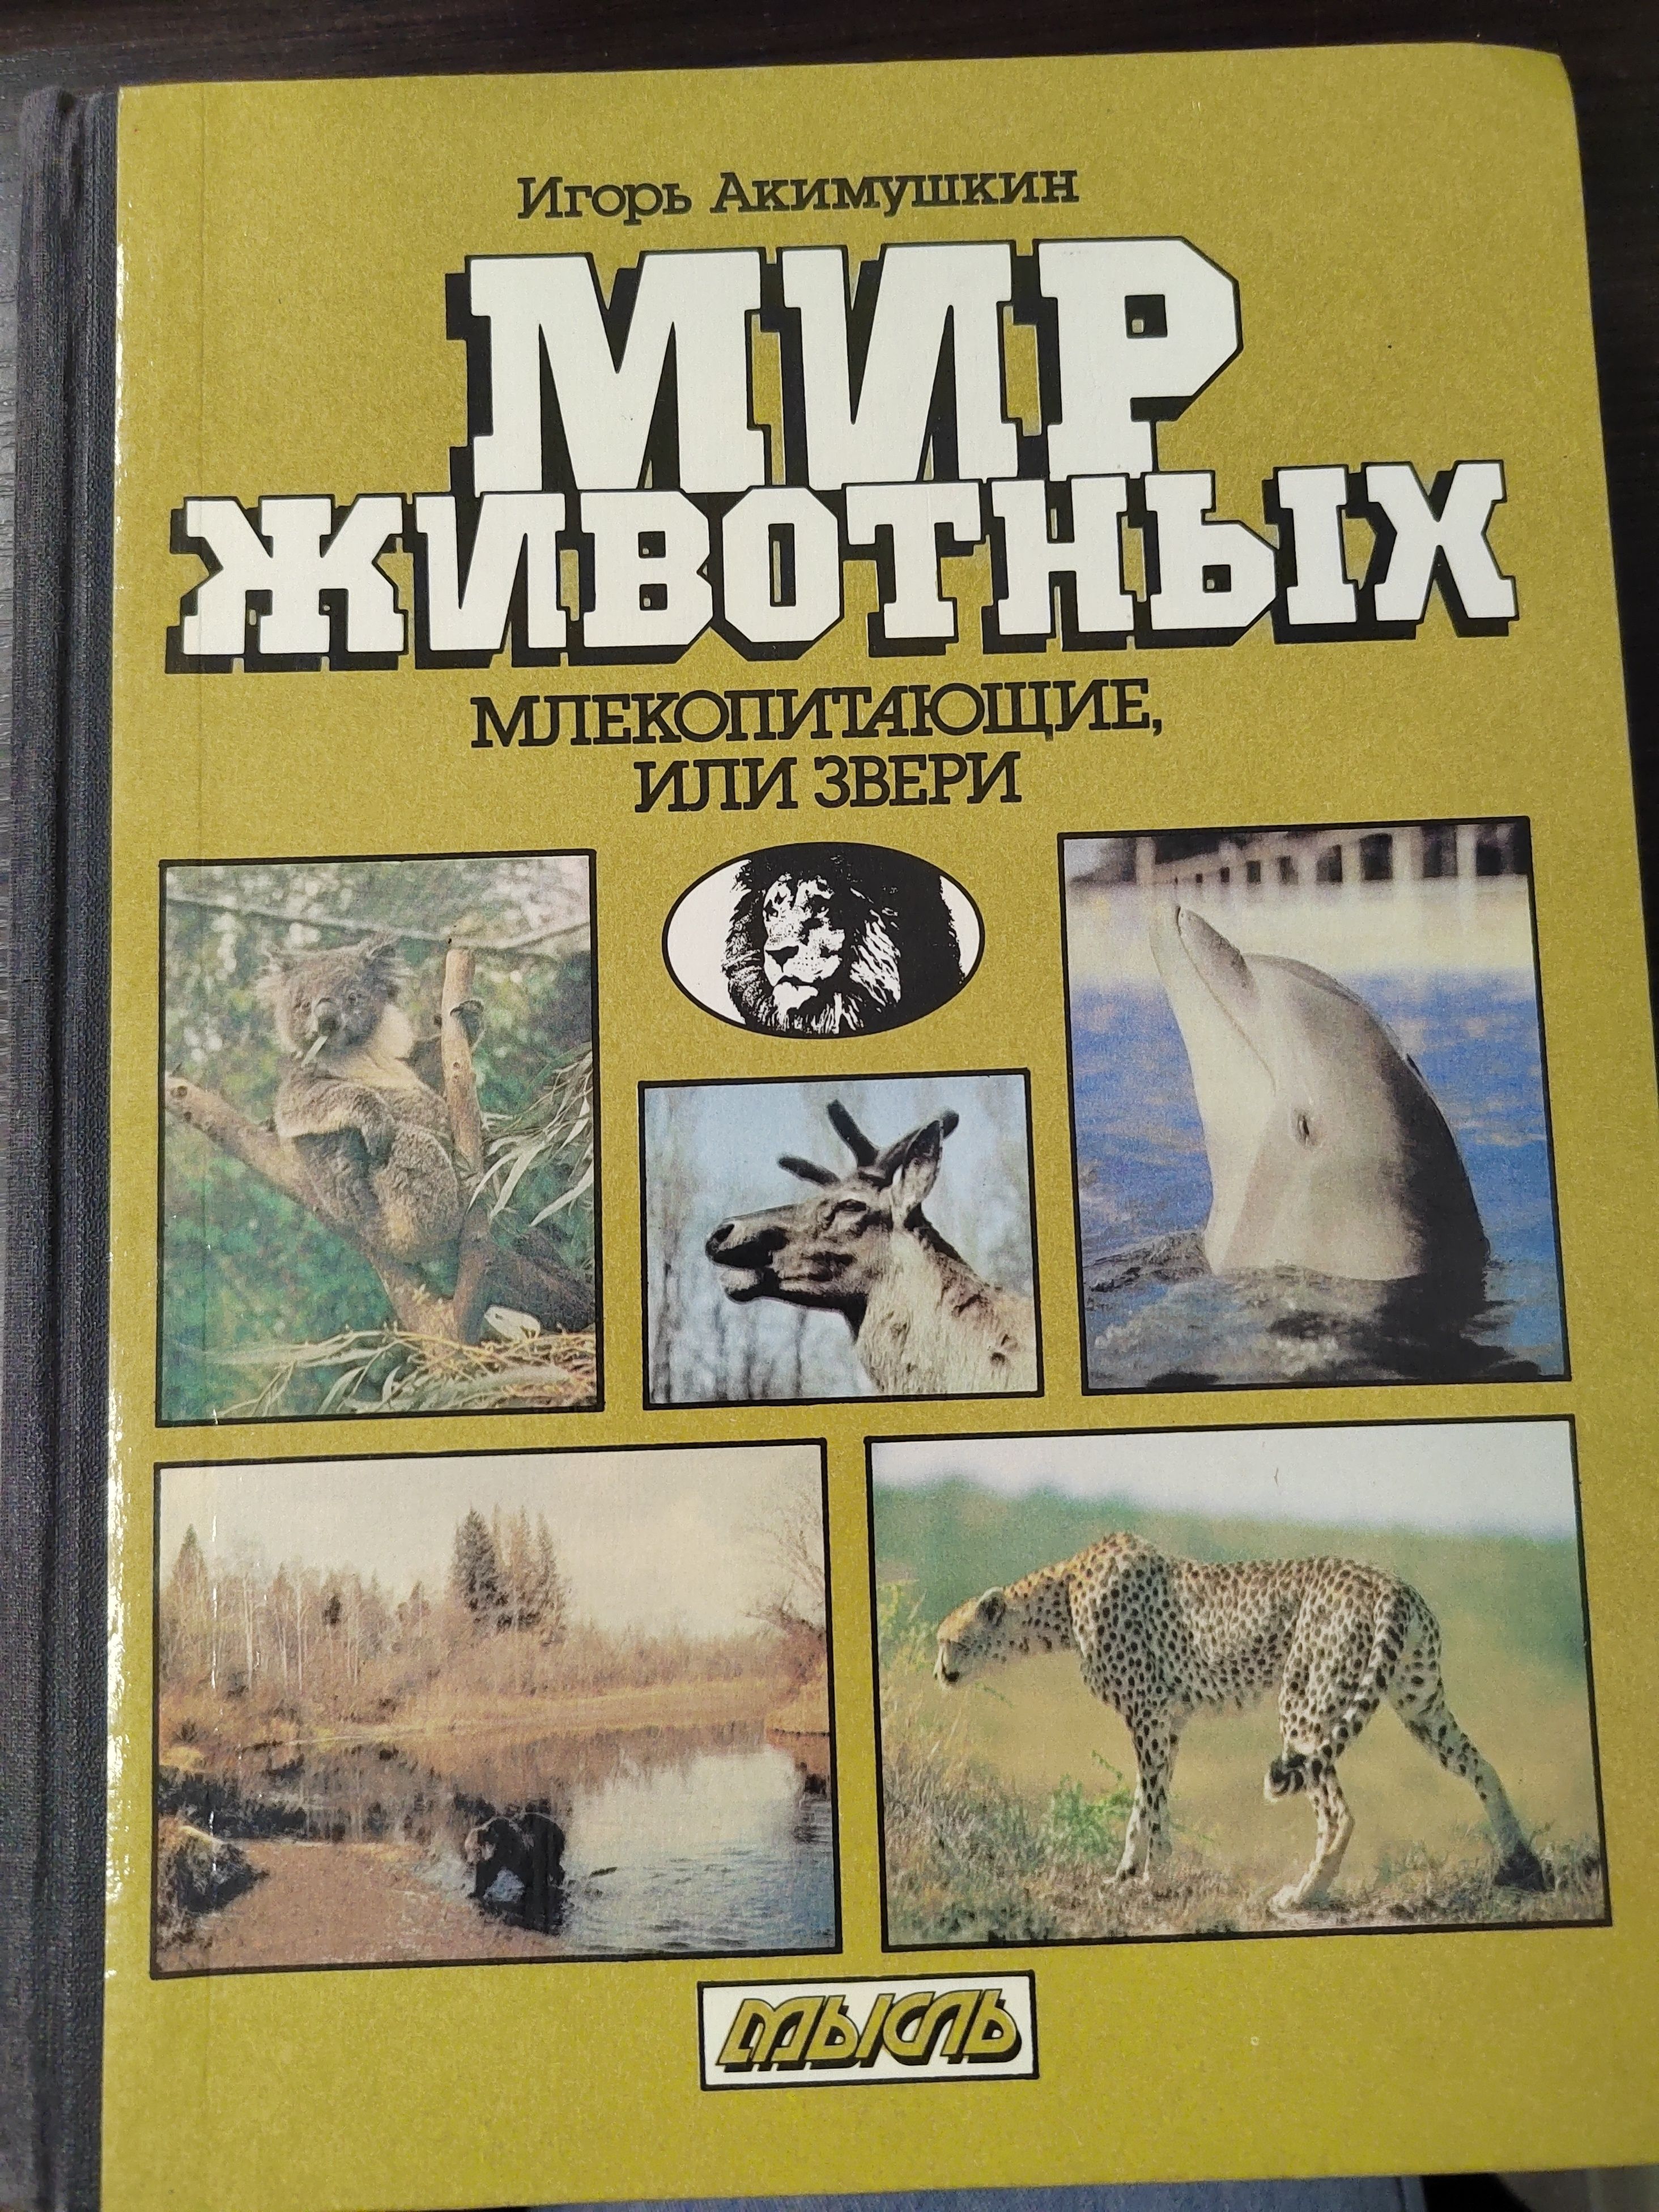 Игорь Акимушкин
МИР
ЖИВОТНЫХ
МЛЕКОПИТАЮЩИЕ,
ИЛИ ЗВЕРИ
МЫСЛЬ